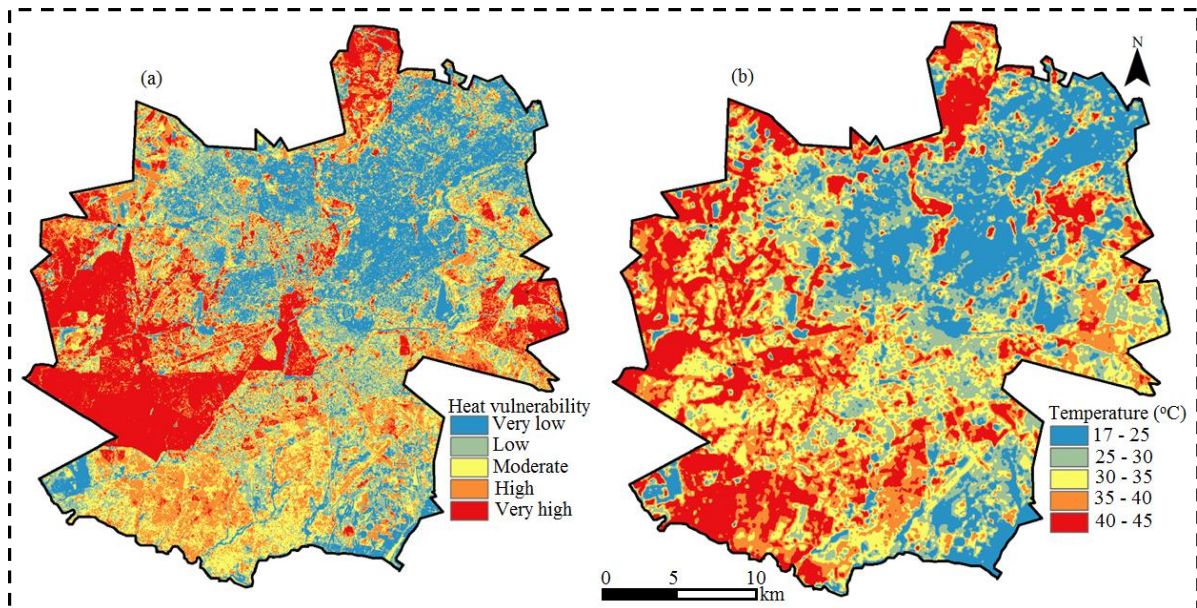 (a)
Heat vulnerability
Very low
Low
Moderate
High
Very high
(b)
N
Temperature (°C)
17 - 25
25 - 30
30 - 35
35 - 40
40 - 45
0 5 10
km